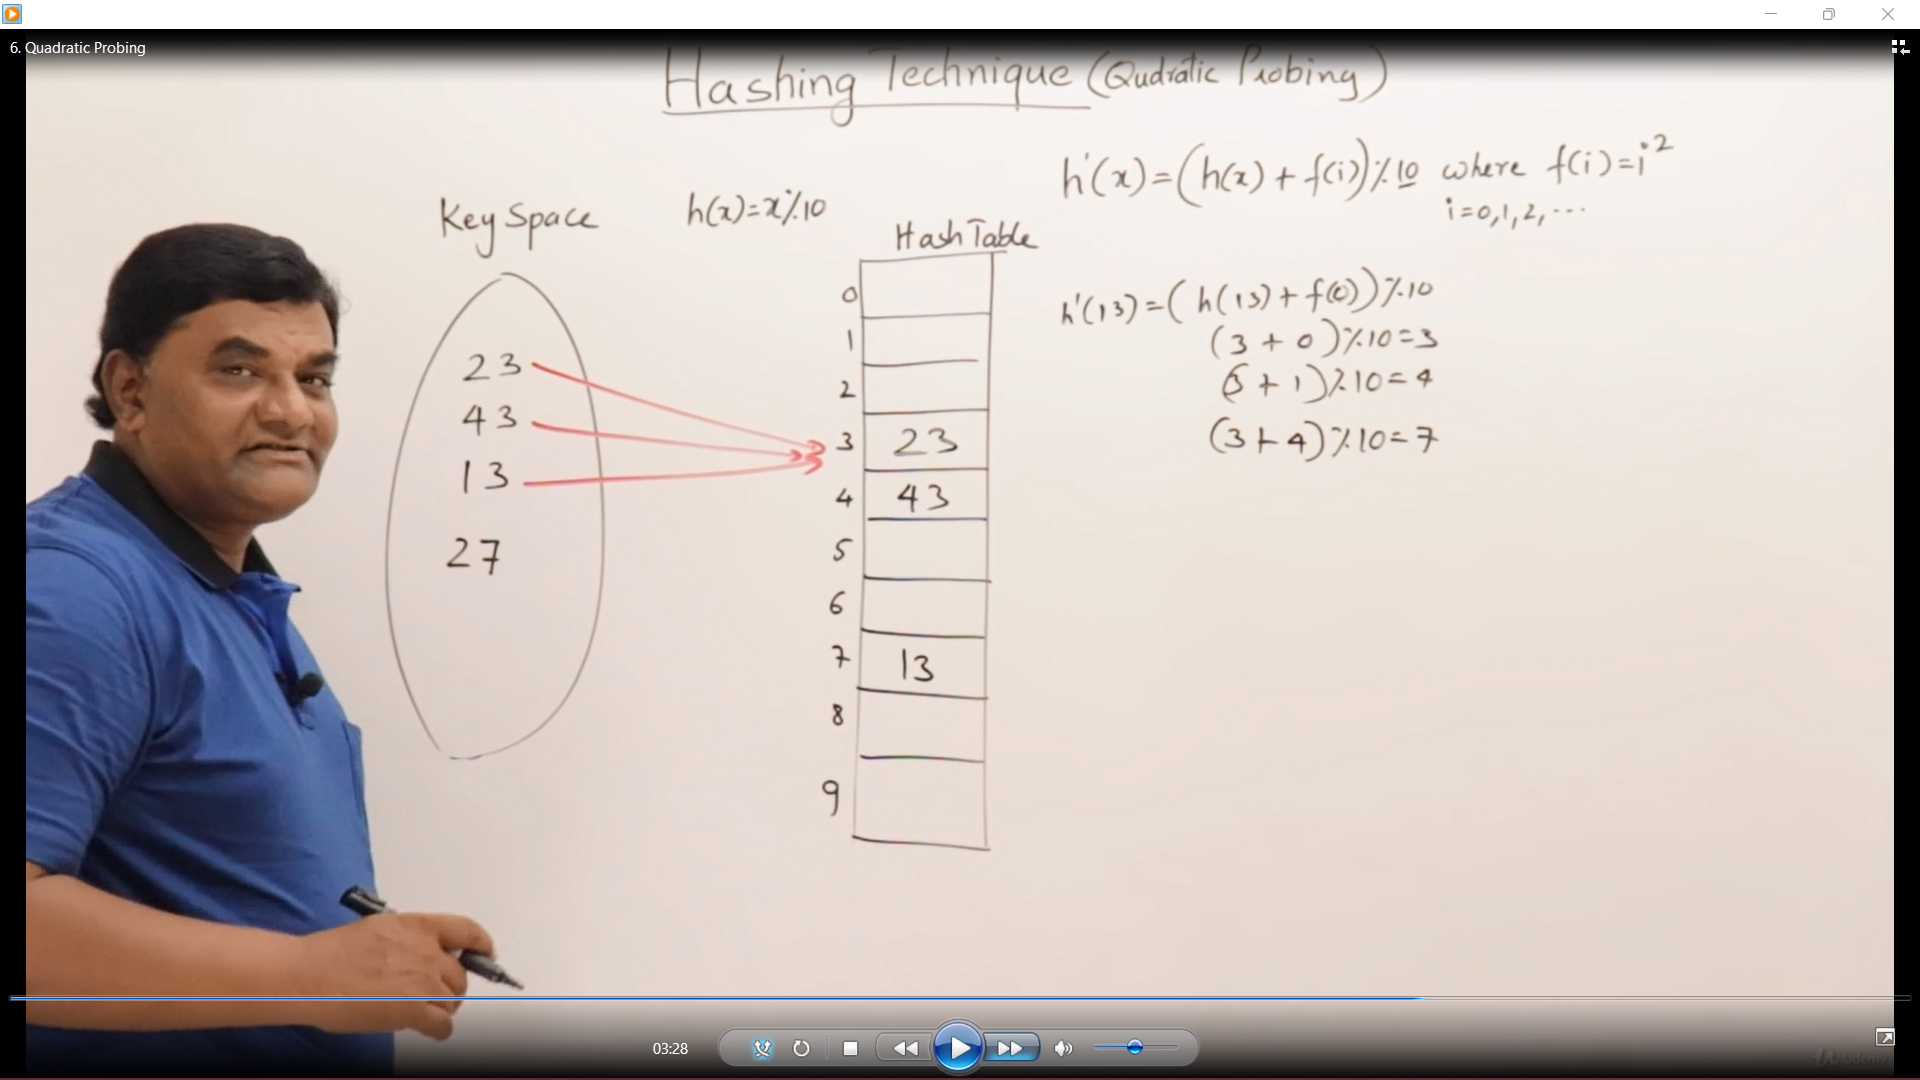 6. Quadratic Probing
Hashing Technique (Qudratic Probing)
h'(x)=(h(x) + f(i))%10 where f(i)=i²
i=0,1,2,...
Key Space
h(x)=x%10
Hash Table
h'(13)=(h(13)+f(0))%10
(3 + 0)%10=3
(3 + 1)%10=4
(3+4)%10=7
23
43
13
27
0
1
2
3 23
4 43
5
6
7 13
8
9
03:28
Udemy